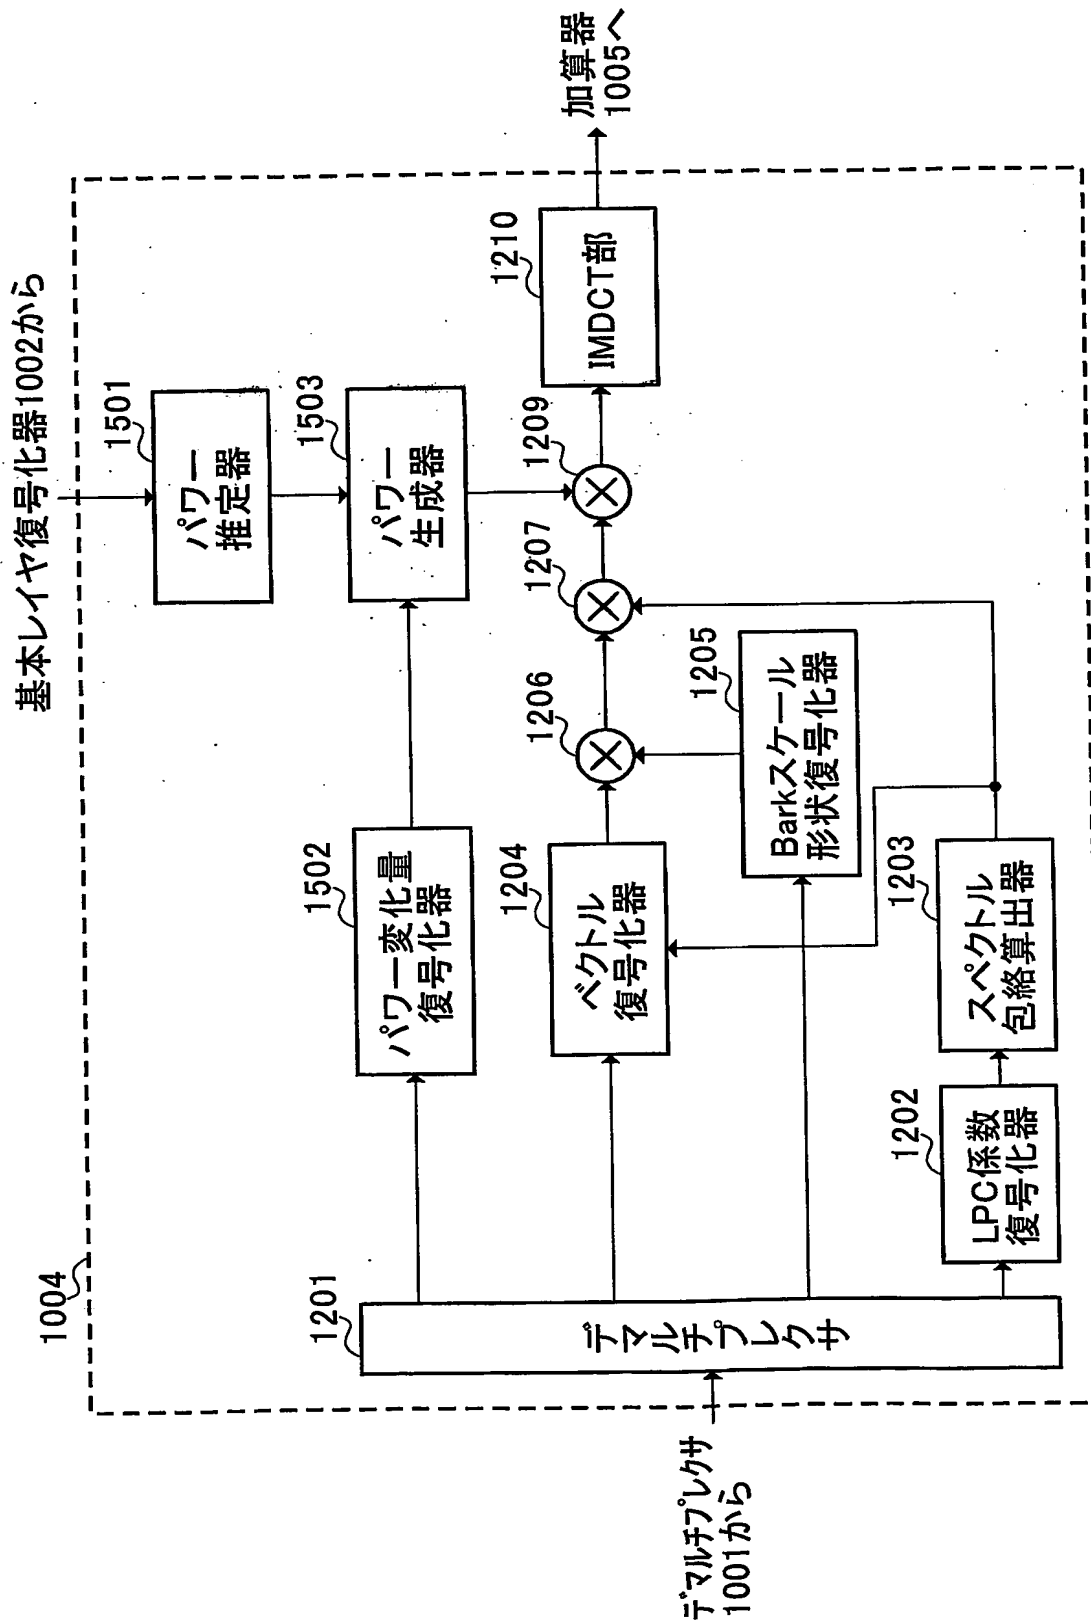 基本レイヤ復号化器1002から
1004
1501
パワー
推定器
1502
パワー変化量
復号化器
1503
パワー
生成器
1201
デマルチプレクサ
デマルチプレクサ
1001から
1204
ベクトル
復号化器
1206
1207
1209
1210
IMDCT部
加算器
1005へ
1205
Barkスケール
形状復号化器
1202
LPC係数
復号化器
1203
スペクトル
包絡算出器